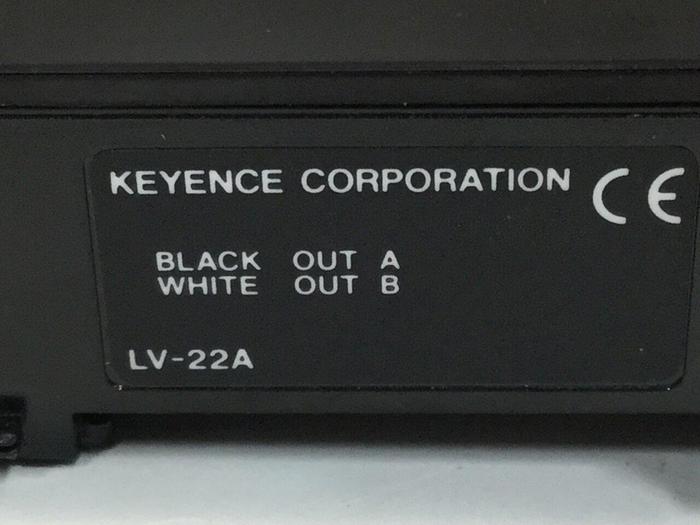 KEYENCE CORPORATION CE
BLACK OUT A
WHITE OUT B
LV-22A